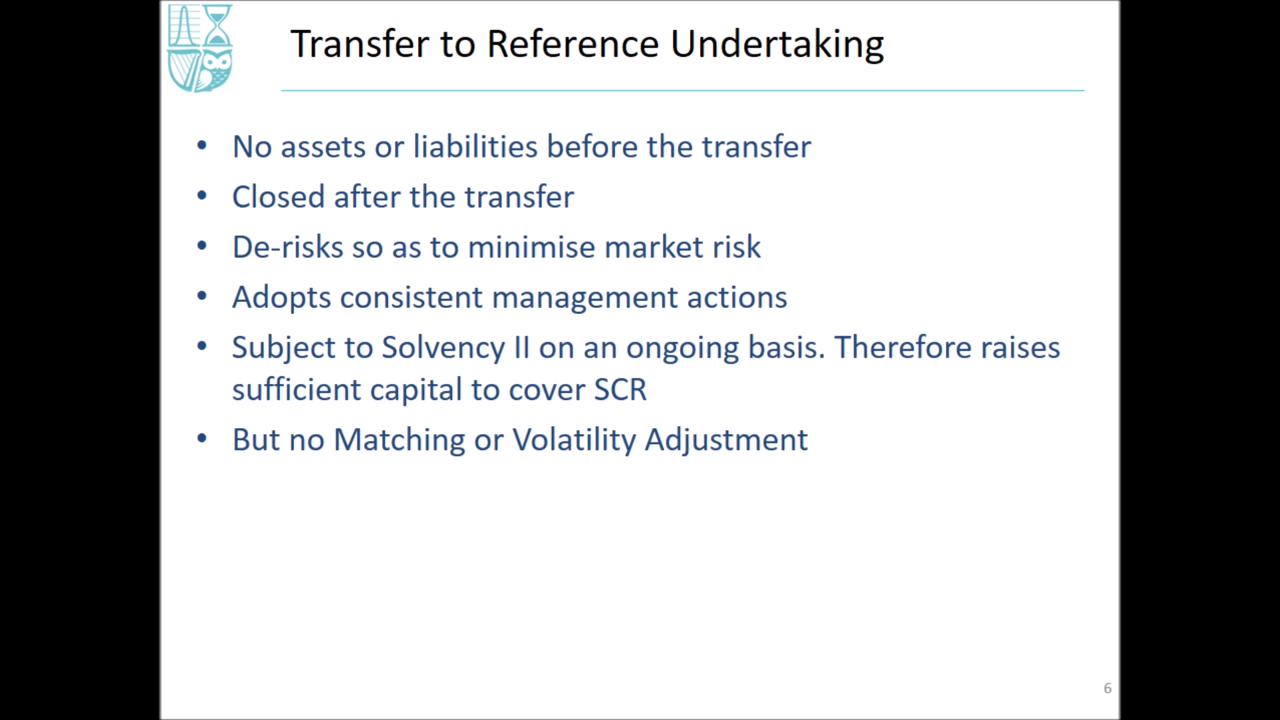 Transfer to Reference Undertaking
• No assets or liabilities before the transfer
• Closed after the transfer
• De-risks so as to minimise market risk
• Adopts consistent management actions
• Subject to Solvency II on an ongoing basis. Therefore raises
sufficient capital to cover SCR
• But no Matching or Volatility Adjustment
6